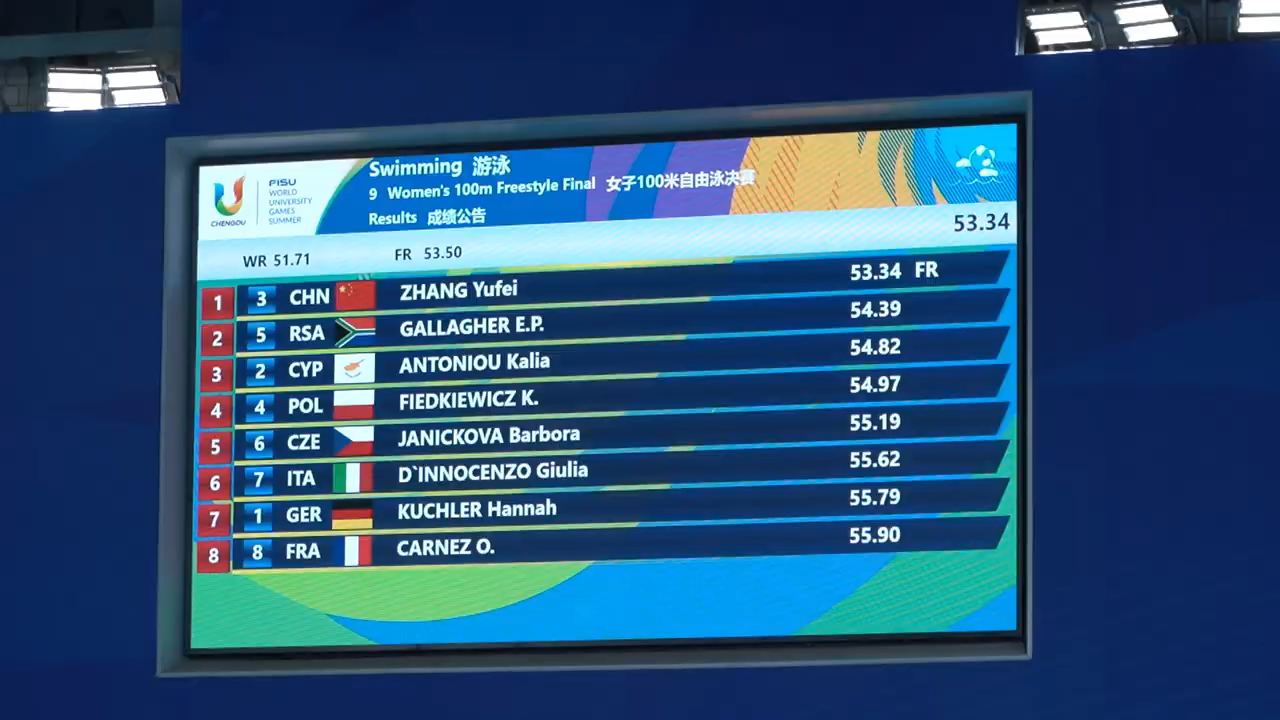 Swimming 游泳
9 Women's 100m Freestyle Final 女子100米自由泳决赛
Results 成绩公告
CHENGDU
FISU
WORLD
UNIVERSITY
GAMES
SUMMER
53.34
WR 51.71 FR 53.50
1 3 CHN ZHANG Yufei 53.34 FR
2 5 RSA GALLAGHER E.P. 54.39
3 2 CYP ANTONIOU Kalia 54.82
4 4 POL FIEDKIEWICZ K. 54.97
5 6 CZE JANICKOVA Barbora 55.19
6 7 ITA D`INNOCENZO Giulia 55.62
7 1 GER KUCHLER Hannah 55.79
8 8 FRA CARNEZ O. 55.90